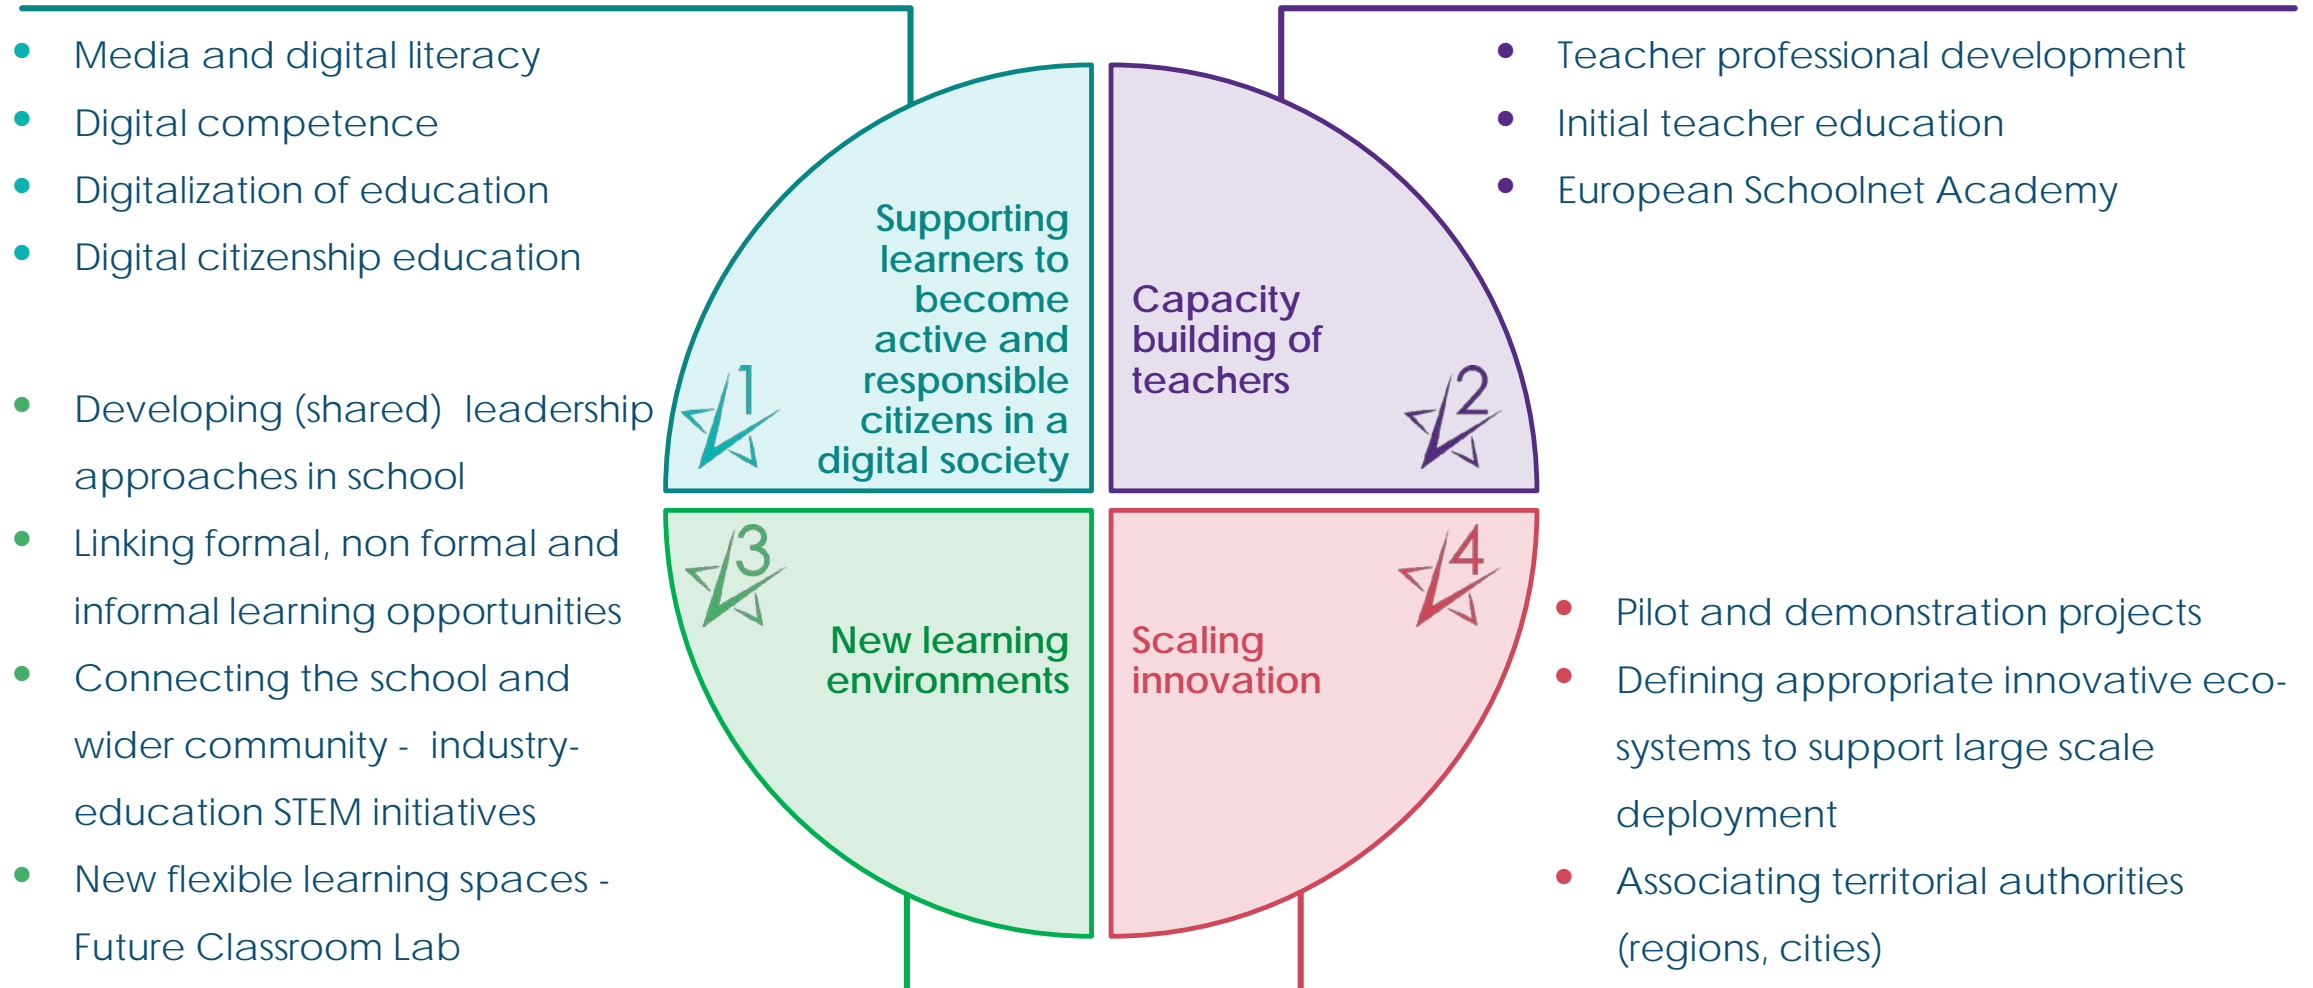 Media and digital literacy
Digital competence
Digitalization of education
Digital citizenship education
Supporting
learners to
become
active and
responsible
citizens in a
digital society
1
Teacher professional development
Initial teacher education
European Schoolnet Academy
Capacity
building of
teachers
2
Developing (shared) leadership
approaches in school
Linking formal, non formal and
informal learning opportunities
Connecting the school and
wider community - industry-
education STEM initiatives
New flexible learning spaces -
Future Classroom Lab
3
New learning
environments
4
Scaling
innovation
Pilot and demonstration projects
Defining appropriate innovative eco-
systems to support large scale
deployment
Associating territorial authorities
(regions, cities)